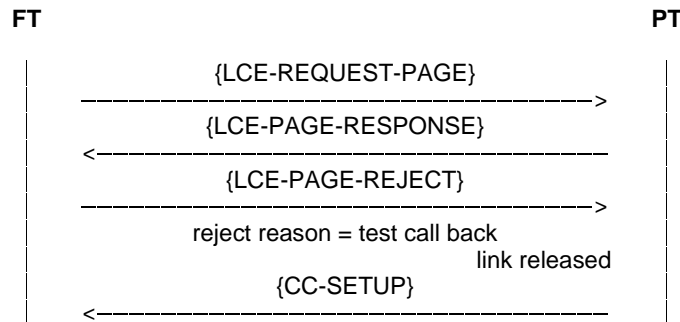 FT PT
{LCE-REQUEST-PAGE}
{LCE-PAGE-RESPONSE}
{LCE-PAGE-REJECT}
reject reason = test call back
link released
{CC-SETUP}